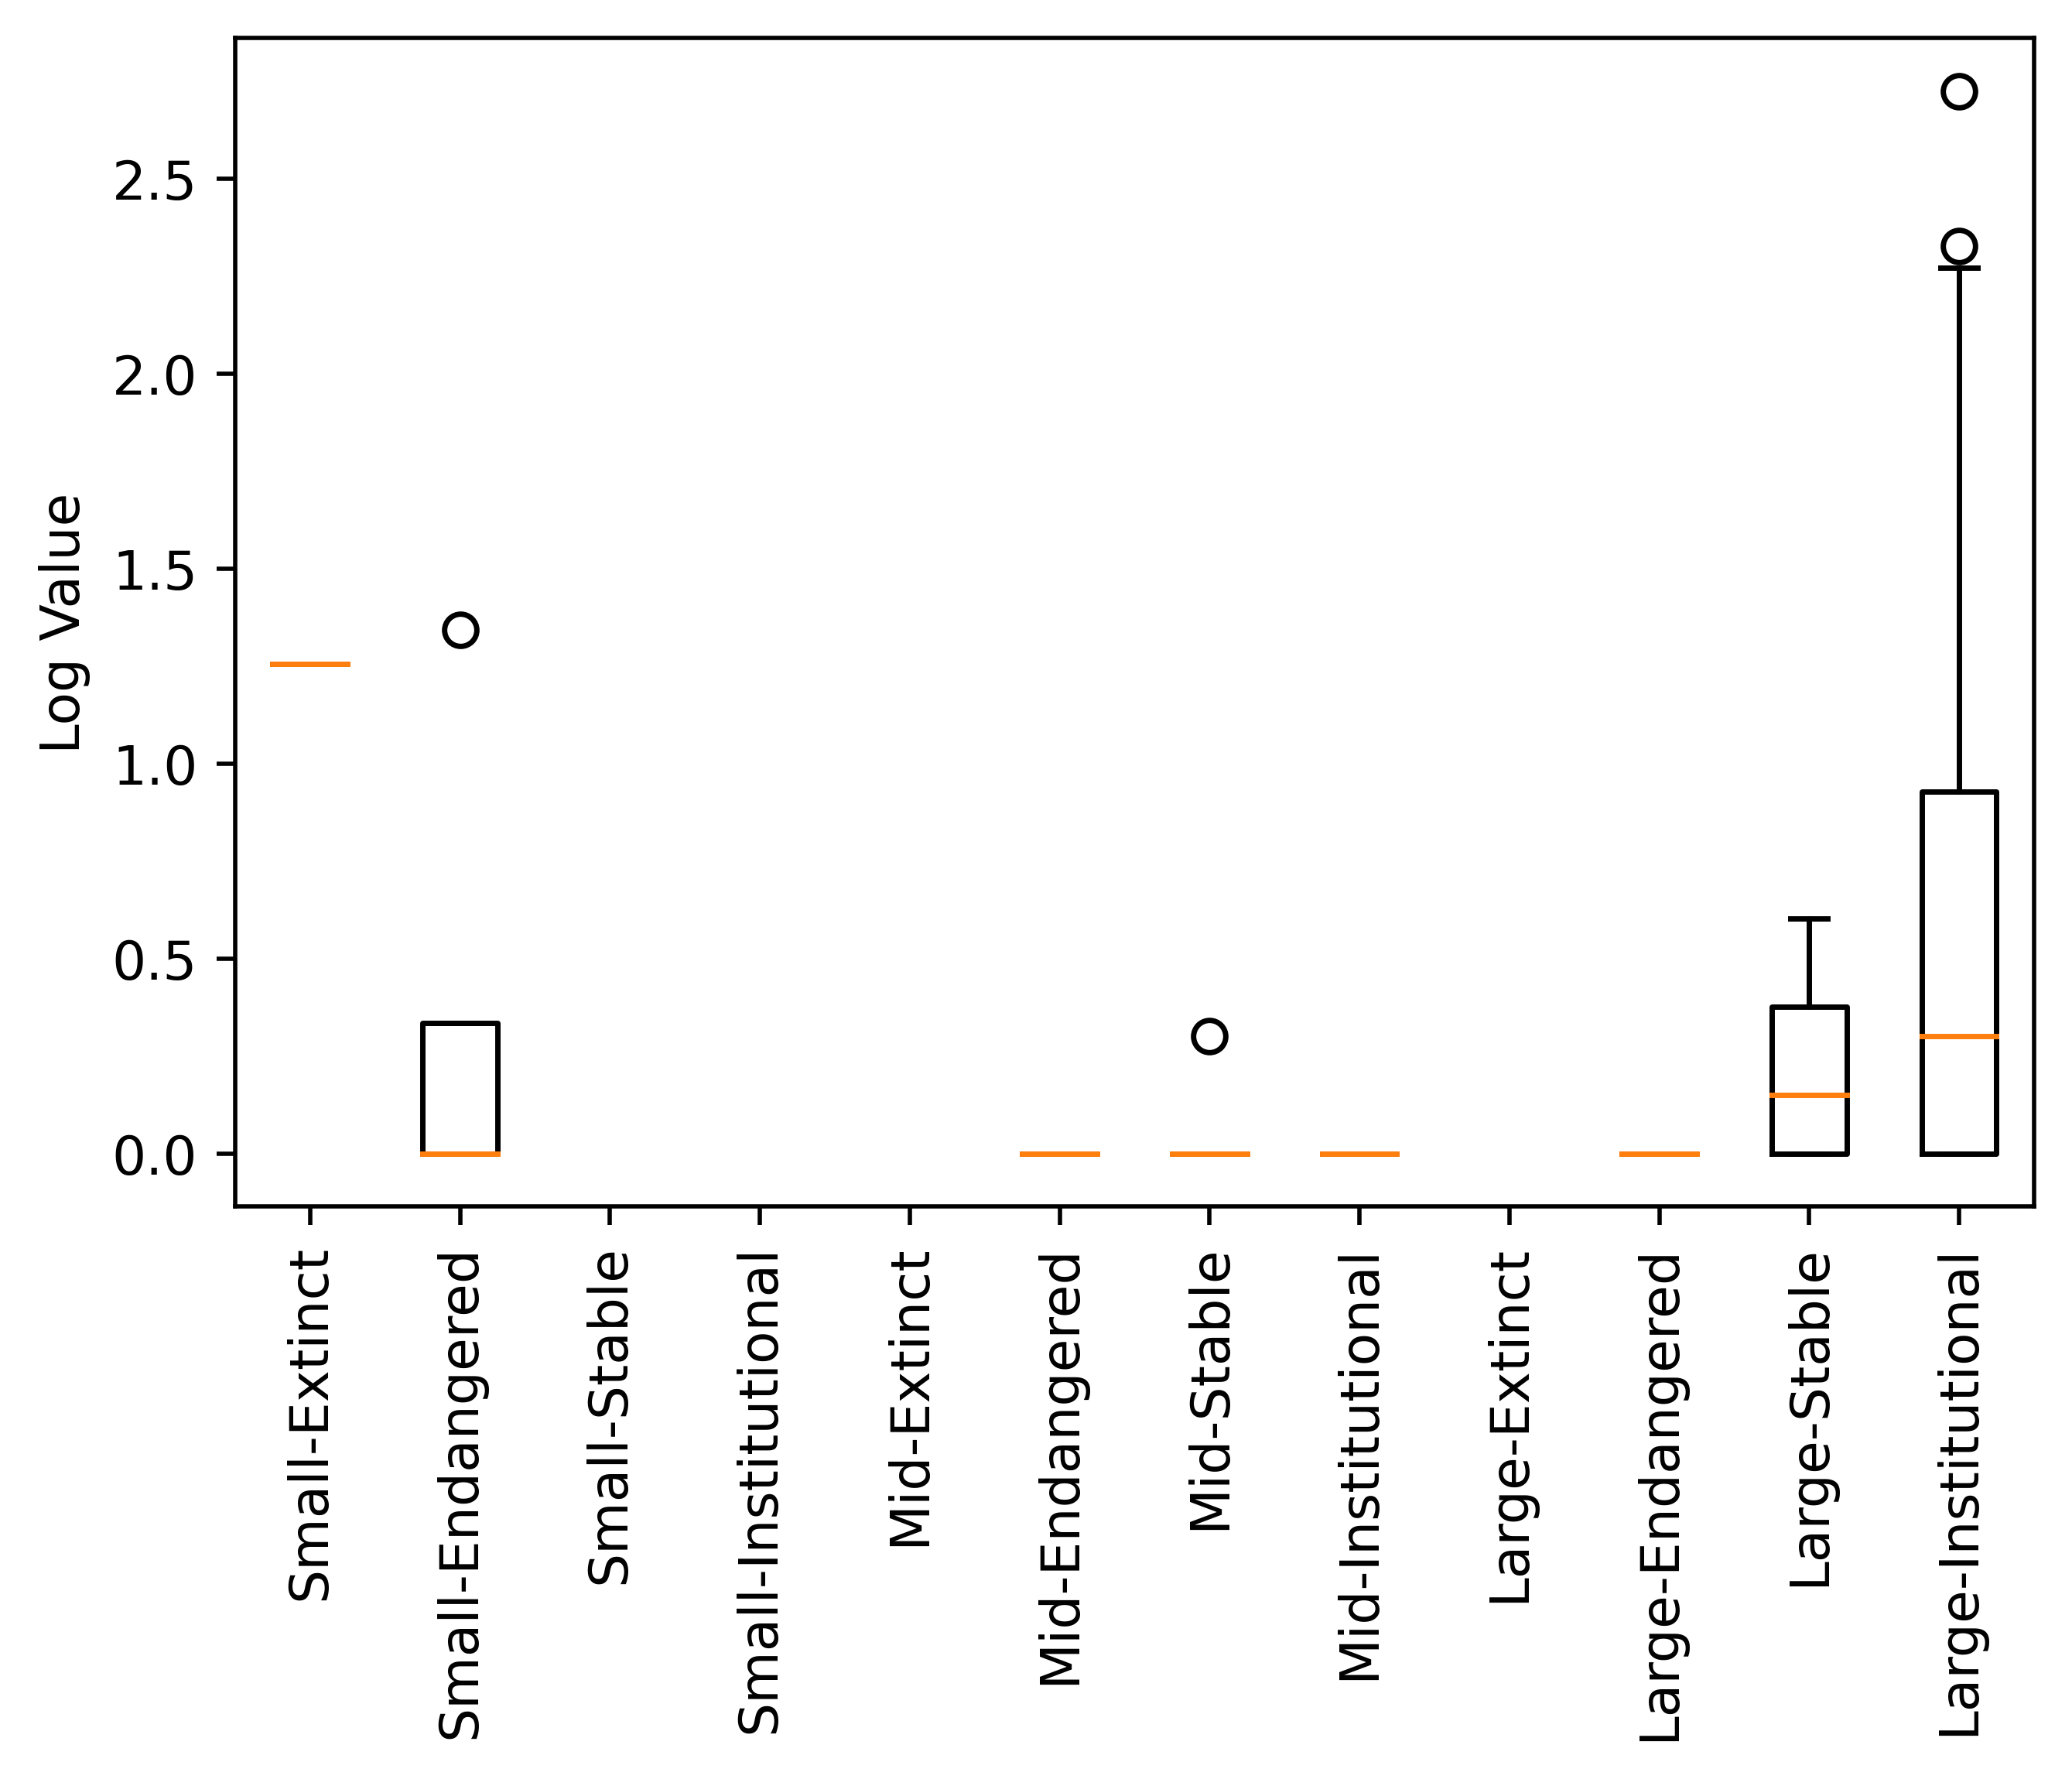 Log Value
2.5
2.0
1.5
1.0
0.5
0.0
Small-Extinct
Small-Endangered
Small-Stable
Small-Institutional
Mid-Extinct
Mid-Endangered
Mid-Stable
Mid-Institutional
Large-Extinct
Large-Endangered
Large-Stable
Large-Institutional